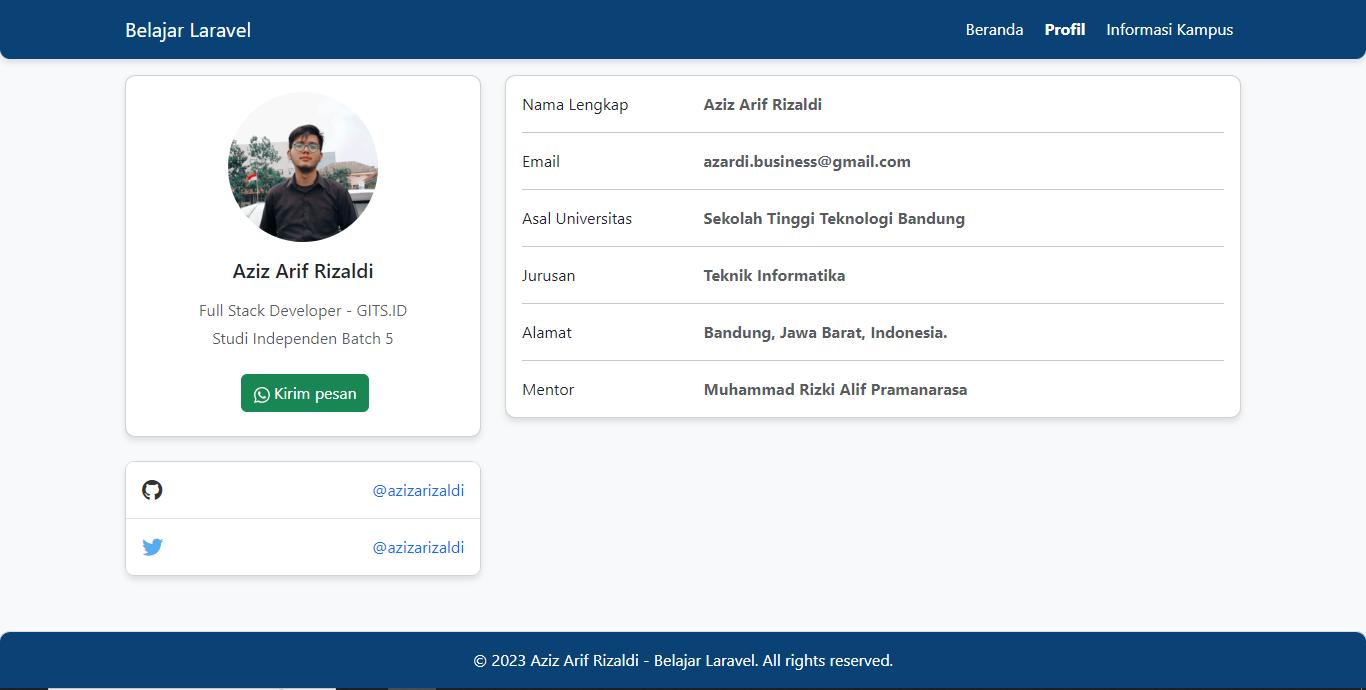 Belajar Laravel
Beranda
Profil
Informasi Kampus
Aziz Arif Rizaldi
Full Stack Developer - GITS.ID
Studi Independen Batch 5
Kirim pesan
@azizarizaldi
@azizarizaldi
Nama Lengkap Aziz Arif Rizaldi
Email azardi.business@gmail.com
Asal Universitas Sekolah Tinggi Teknologi Bandung
Jurusan Teknik Informatika
Alamat Bandung, Jawa Barat, Indonesia.
Mentor Muhammad Rizki Alif Pramanarasa
© 2023 Aziz Arif Rizaldi - Belajar Laravel. All rights reserved.